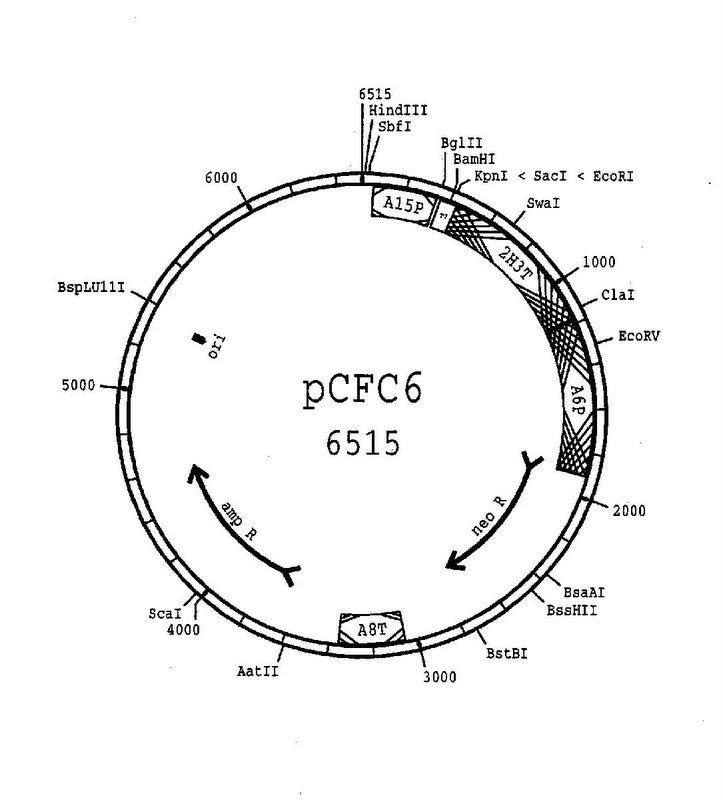 6515
HindIII
SbfI
BglII
BamHI
KpnI < SacI < EcoRI
SwaI
A15P
2H3T
1000
ClaI
EcoRV
A6P
2000
neo R
BsaAI
BssHII
BstBI
3000
A8T
AatII
4000
ScaI
amp R
5000
ori
BspLU11I
6000
pCFC6
6515